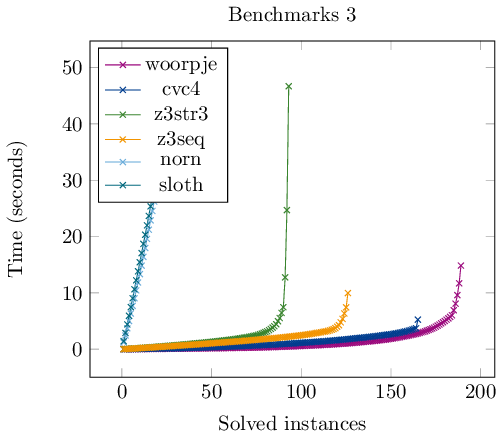 Benchmarks 3
woorpje
cvc4
z3str3
z3seq
norn
sloth
Time (seconds)
50
40
30
20
10
0
0 50 100 150 200
Solved instances